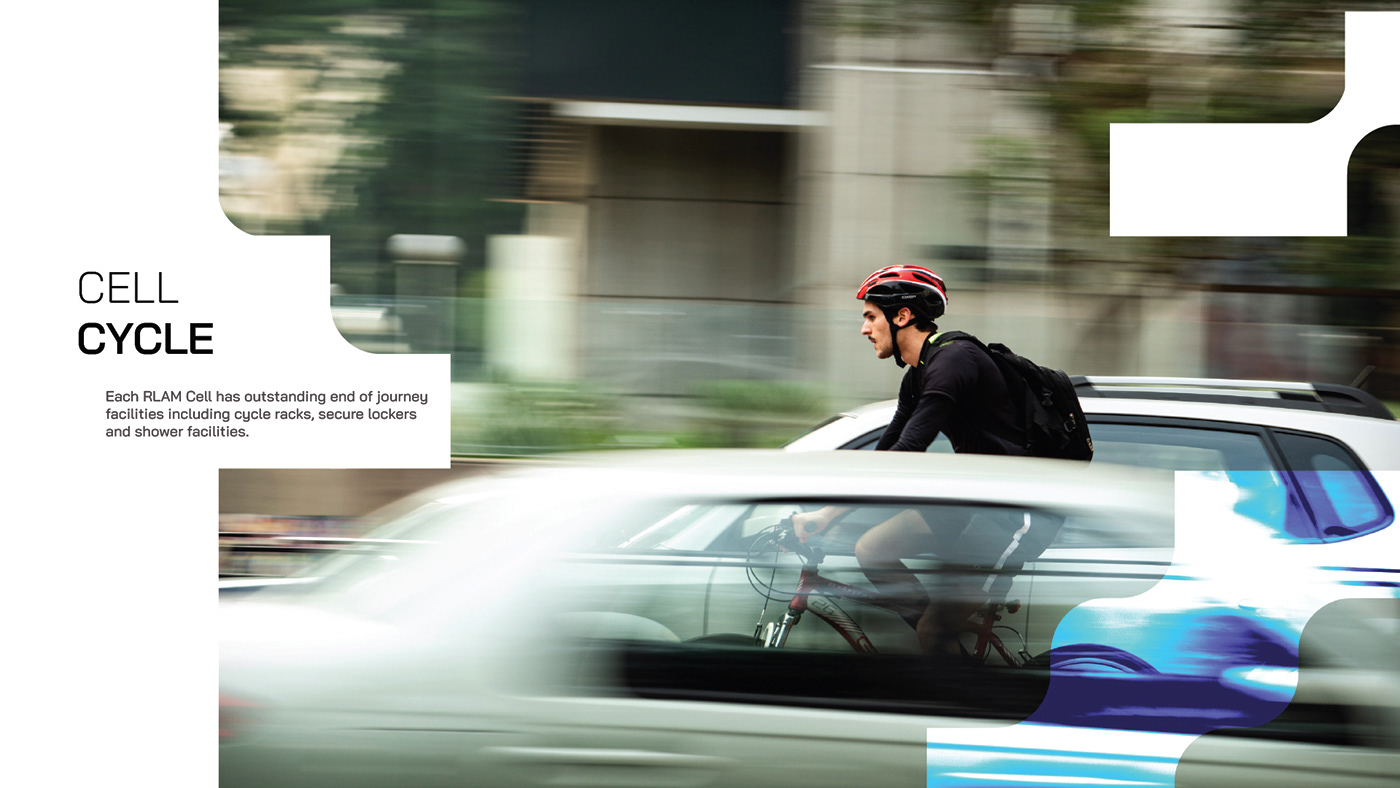 CELL
CYCLE
Each RLAM Cell has outstanding end of journey
facilities including cycle racks, secure lockers
and shower facilities.